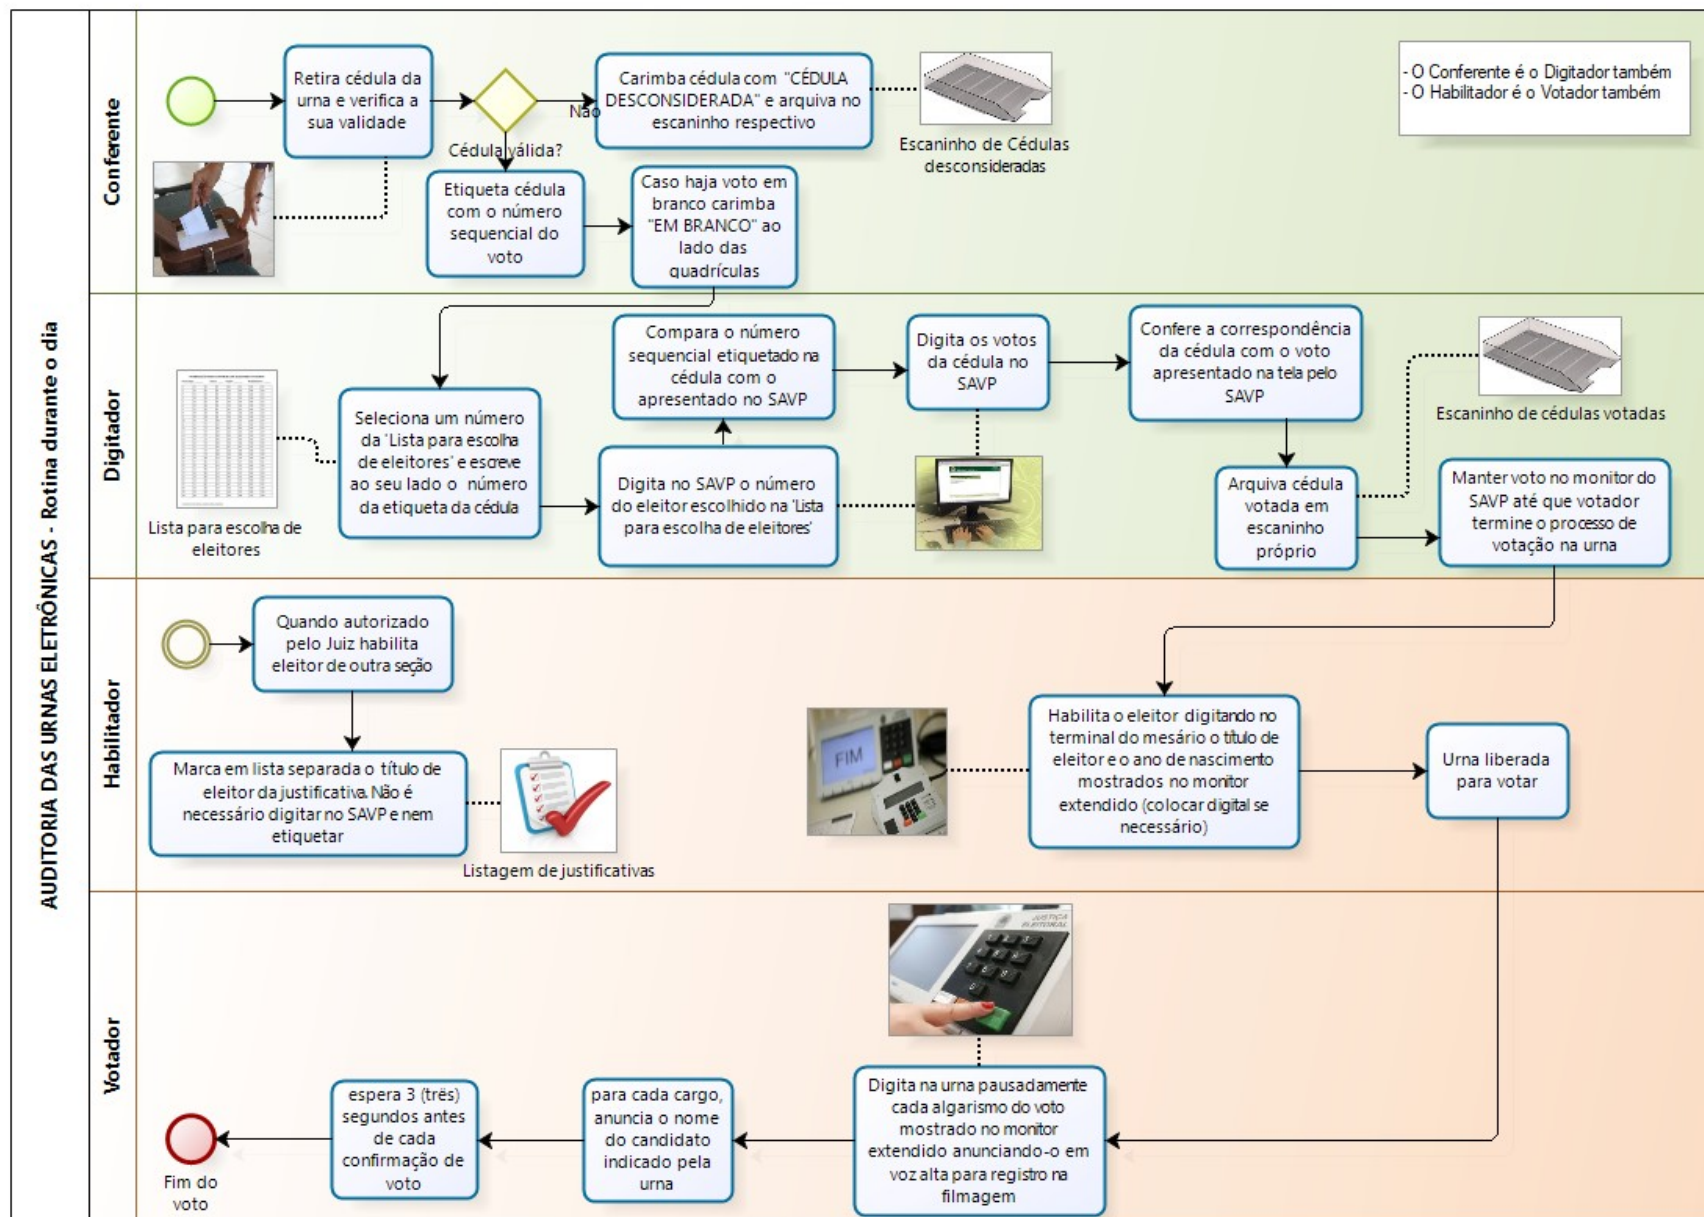 AUDITORIA DAS URNAS ELETRÔNICAS - Rotina durante o dia
Conferente
Retira cédula da
urna e verifica a
sua validade
Cédula válida?
Não
Carimba cédula com "CÉDULA
DESCONSIDERADA" e arquiva no
escaninho respectivo
Escaninho de Cédulas
desconsideradas
- O Conferente é o Digitador também
- O Habilitador é o Votador também
Etiqueta cédula
com o número
sequencial do
voto
Caso haja voto em
branco carimba
"EM BRANCO" ao
lado das
quadrículas
Digitador
Lista para escolha de
eleitores
Seleciona um número
da 'Lista para escolha
de eleitores' e escreve
ao seu lado o número
da etiqueta da cédula
Compara o número
sequencial etiquetado na
cédula com o
apresentado no SAVP
Digita no SAVP o número
do eleitor escolhido na 'Lista
para escolha de eleitores'
Digita os votos
da cédula no
SAVP
Confere a correspondência
da cédula com o voto
apresentado na tela pelo
SAVP
Escaninho de cédulas votadas
Arquiva cédula
votada em
escaninho
próprio
Manter voto no monitor do
SAVP até que votador
termine o processo de
votação na urna
Habilitador
Quando autorizado
pelo Juiz habilita
eleitor de outra seção
Marca em lista separada o título de
eleitor da justificativa. Não é
necessário digitar no SAVP e nem
etiquetar
Listagem de justificativas
FIM
Habilita o eleitor digitando no
terminal do mesário o título de
eleitor e o ano de nascimento
mostrados no monitor
extendido (colocar digital se
necessário)
Urna liberada
para votar
Votador
JUSTIÇA
ELEITORAL
Digita na urna pausadamente
cada algarismo do voto
mostrado no monitor
extendido anunciando-o em
voz alta para registro na
filmagem
para cada cargo,
anuncia o nome
do candidato
indicado pela
urna
espera 3 (três)
segundos antes
de cada
confirmação de
voto
Fim do
voto